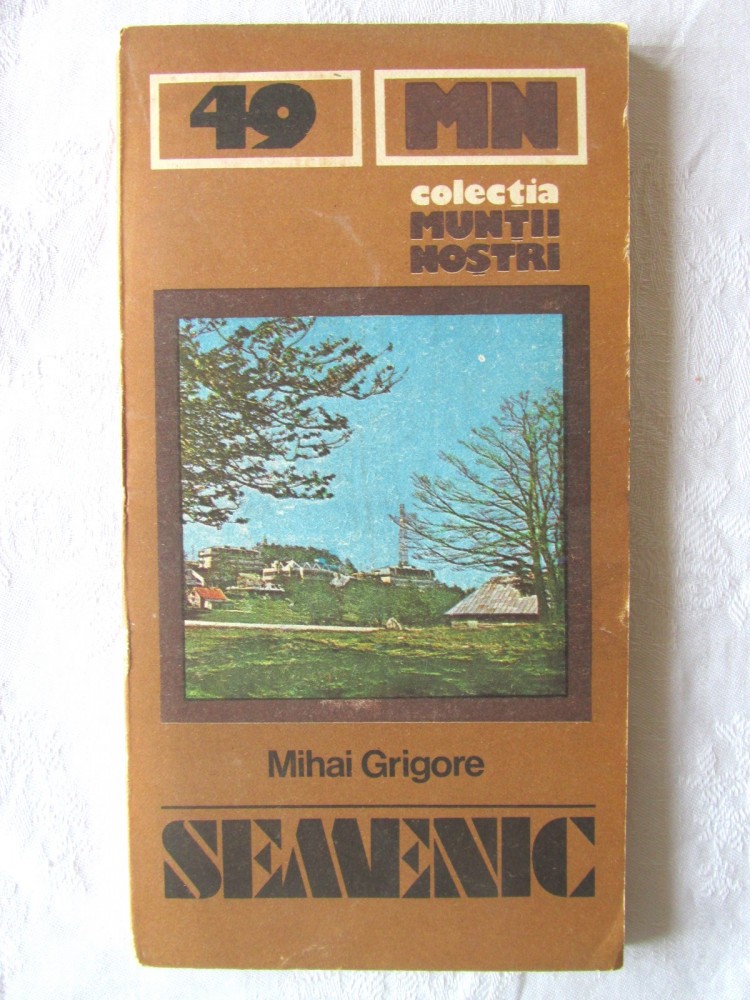 49
MN
colecția
MUNȚII
NOȘTRI
Mihai Grigore
SEMENIC